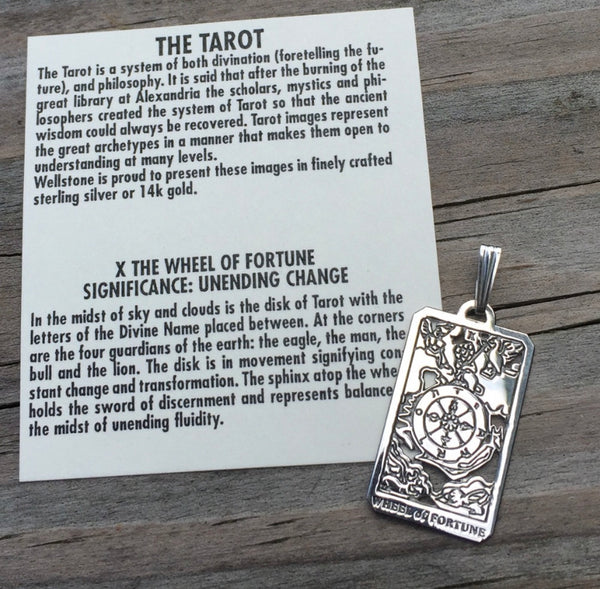 THE TAROT
The Tarot is a system of both divination (foretelling the fu-
ture), and philosophy. It is said that after the burning of the
great library at Alexandria the scholars, mystics and phi-
losophers created the system of Tarot so that the ancient
wisdom could always be recovered. Tarot images represent
the great archetypes in a manner that makes them open to
understanding at many levels.
Wellstone is proud to present these images in finely crafted
sterling silver or 14k gold.
X THE WHEEL OF FORTUNE
SIGNIFICANCE: UNENDING CHANGE
In the midst of sky and clouds is the disk of Tarot with the
letters of the Divine Name placed between. At the corners
are the four guardians of the earth: the eagle, the man, the
bull and the lion. The disk is in movement signifying con
stant change and transformation. The sphinx atop the whe
holds the sword of discernment and represents balance
the midst of unending fluidity.
WHEEL of FORTUNE